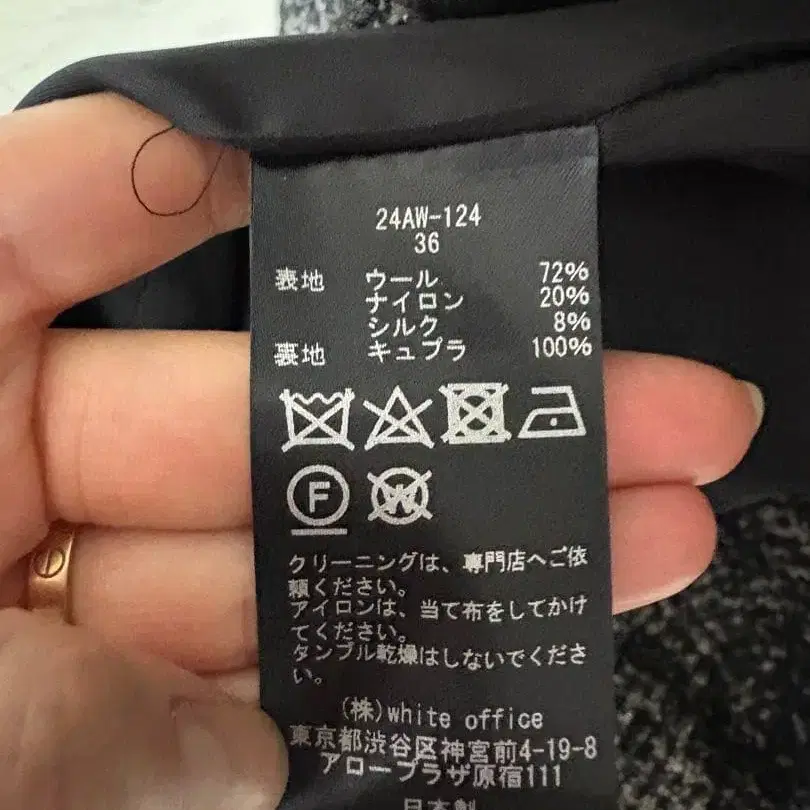 24AW-124
36
表地 ウール 72%
ナイロン 20%
シルク 8%
裏地 キュプラ 100%
F
W
クリーニングは、専門店へご依
頼ください。
アイロンは、当て布をしてかけ
てください。
タンブル乾燥はしないでくださ
い。
(株)white office
東京都渋谷区神宮前4-19-8
アロープラザ原宿111
日本製